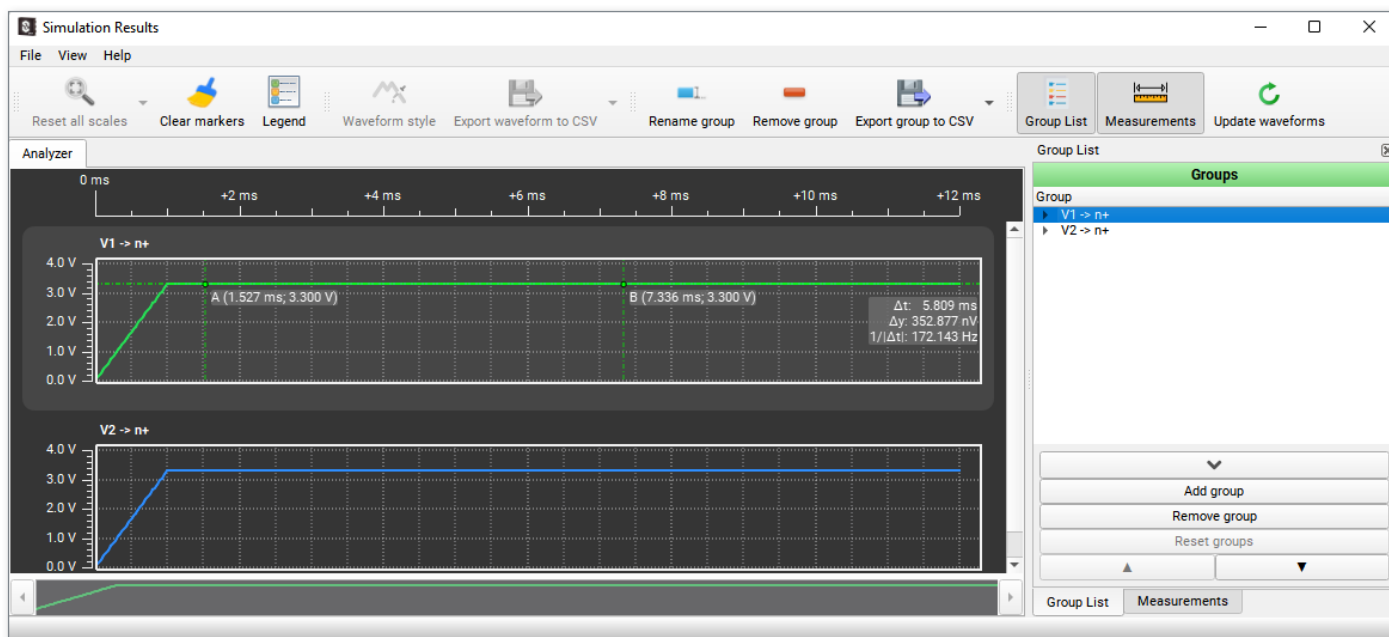 Simulation Results
File View Help
Reset all scales Clear markers Legend Waveform style Export waveform to CSV Rename group Remove group Export group to CSV Group List Measurements Update waveforms
Analyzer
0 ms
+2 ms +4 ms +6 ms +8 ms +10 ms +12 ms
V1 -> n+
4.0 V
3.0 V
2.0 V
1.0 V
0.0 V
A (1.527 ms; 3.300 V) B (7.336 ms; 3.300 V)
Δt: 5.809 ms
Δy: 352.877 nV
1/|Δt|: 172.143 Hz
V2 -> n+
4.0 V
3.0 V
2.0 V
1.0 V
0.0 V
Group List
Groups
Group
V1 -> n+
V2 -> n+
Add group
Remove group
Reset groups
Group List Measurements